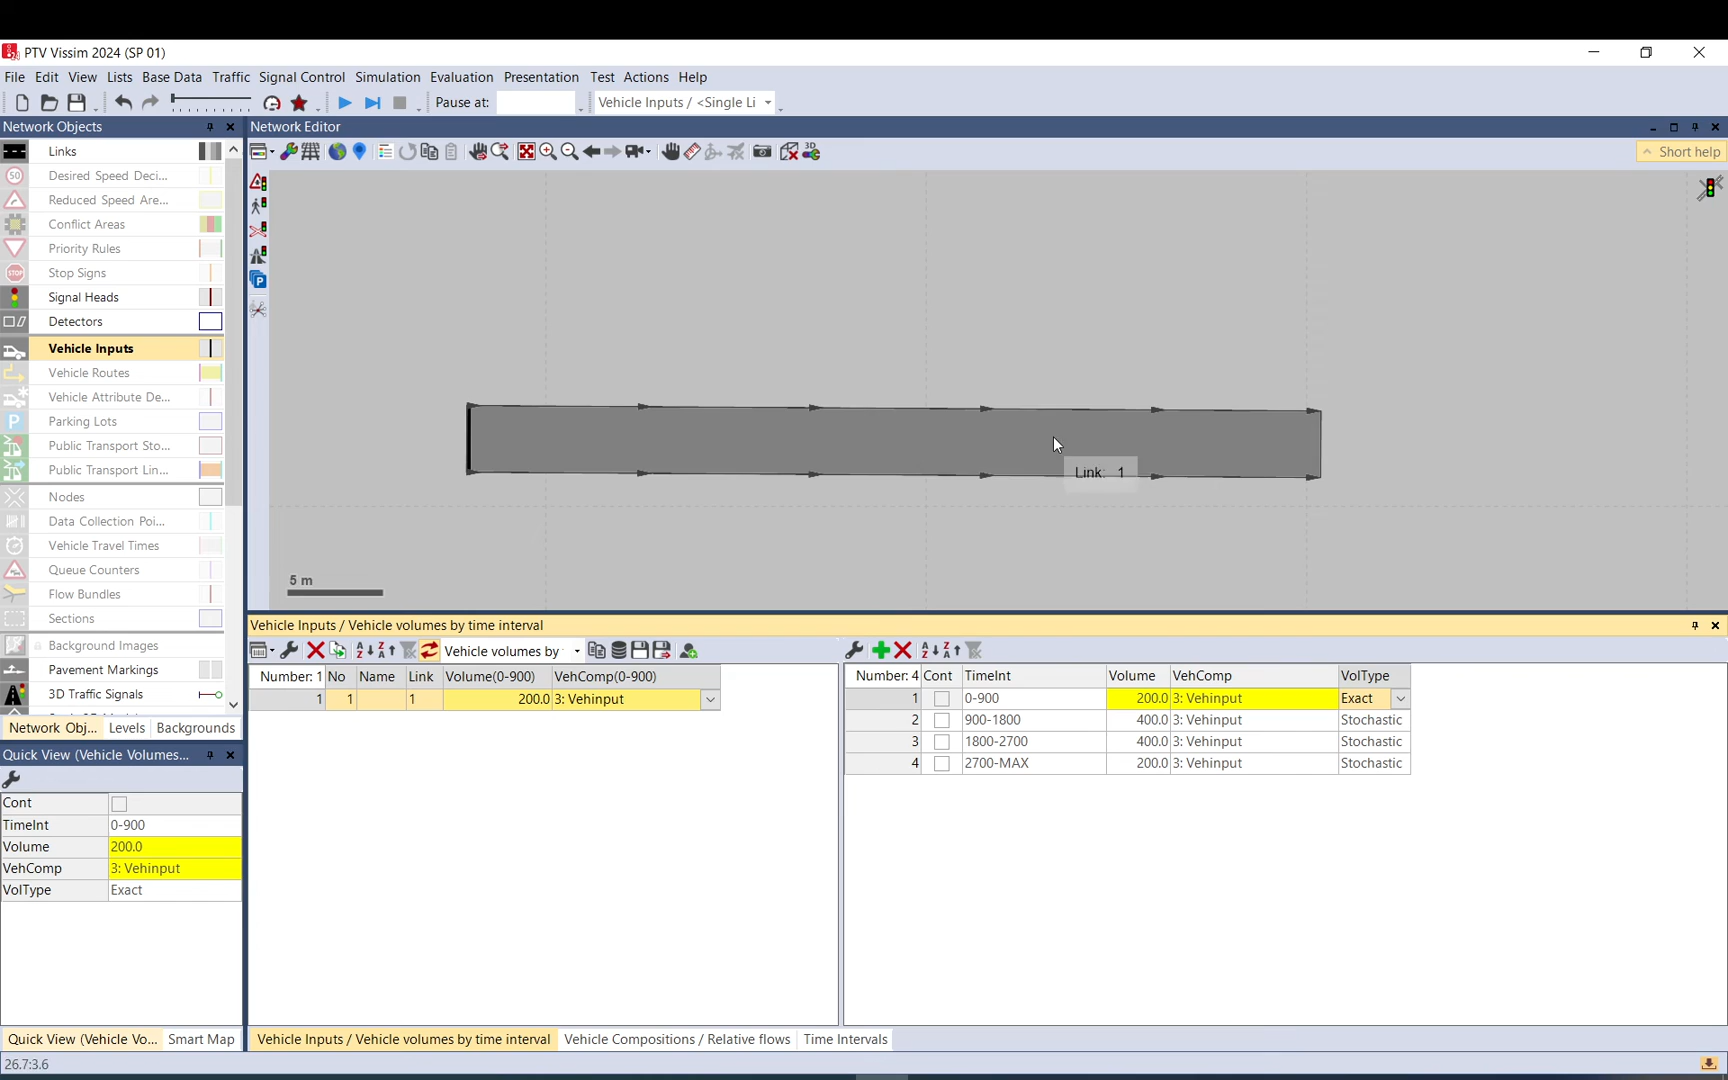 PTV Vissim 2024 (SP 01)
File Edit View Lists Base Data Traffic Signal Control Simulation Evaluation Presentation Test Actions Help
Pause at: Vehicle Inputs / <Single Li
Network Objects
Network Editor
Short help
Links
50 Desired Speed Deci...
Reduced Speed Are...
Conflict Areas
Priority Rules
STOP Stop Signs
Signal Heads
Detectors
Vehicle Inputs
Vehicle Routes
Vehicle Attribute De...
P Parking Lots
Public Transport Sto...
Public Transport Lin...
Nodes
Data Collection Poi...
Vehicle Travel Times
Queue Counters
Flow Bundles
Sections
Background Images
Pavement Markings
3D Traffic Signals
Network Obj... Levels Backgrounds
Link: 1
5 m
Quick View (Vehicle Volumes...
Cont
TimeInt 0-900
Volume 200.0
VehComp 3: Vehinput
VolType Exact
Quick View (Vehicle Vo... Smart Map
Vehicle Inputs / Vehicle volumes by time interval
Vehicle volumes by
Number: 1 No Name Link Volume(0-900) VehComp(0-900)
1 1 1 200.0 3: Vehinput
Number: 4 Cont TimeInt Volume VehComp VolType
1 0-900 200.0 3: Vehinput Exact
2 900-1800 400.0 3: Vehinput Stochastic
3 1800-2700 400.0 3: Vehinput Stochastic
4 2700-MAX 200.0 3: Vehinput Stochastic
Vehicle Inputs / Vehicle volumes by time interval Vehicle Compositions / Relative flows Time Intervals
26.7:3.6